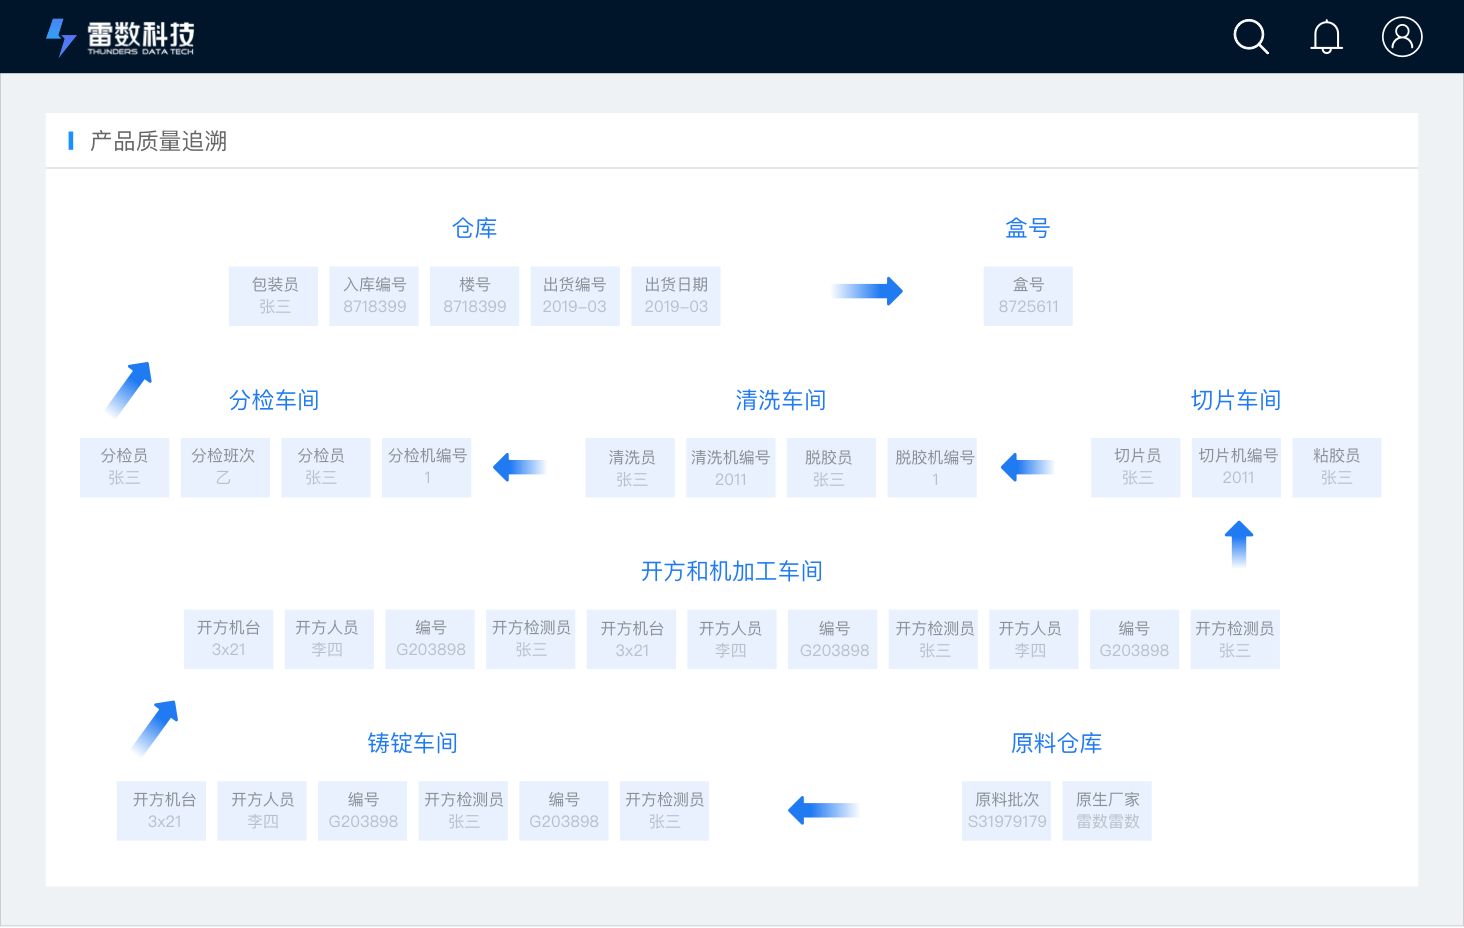 雷数科技
THUNDERS DATA TECH
产品质量追溯
仓库
盒号
包装员 入库编号 楼号 出货编号 出货日期 盒号
张三 8718399 8718399 2019-03 2019-03 8725611
分检车间 清洗车间 切片车间
分检员 分检班次 分检员 分检机编号 清洗员 清洗机编号 脱胶员 脱胶机编号 切片员 切片机编号 粘胶员
张三 乙 张三 1 张三 2011 张三 1 张三 2011 张三
开方和机加工车间
开方机台 开方人员 编号 开方检测员 开方机台 开方人员 编号 开方检测员 开方人员 编号 开方检测员
3x21 李四 G203898 张三 3x21 李四 G203898 张三 李四 G203898 张三
铸锭车间 原料仓库
开方机台 开方人员 编号 开方检测员 编号 开方检测员 原料批次 原生厂家
3x21 李四 G203898 张三 G203898 张三 S31979179 雷数雷数